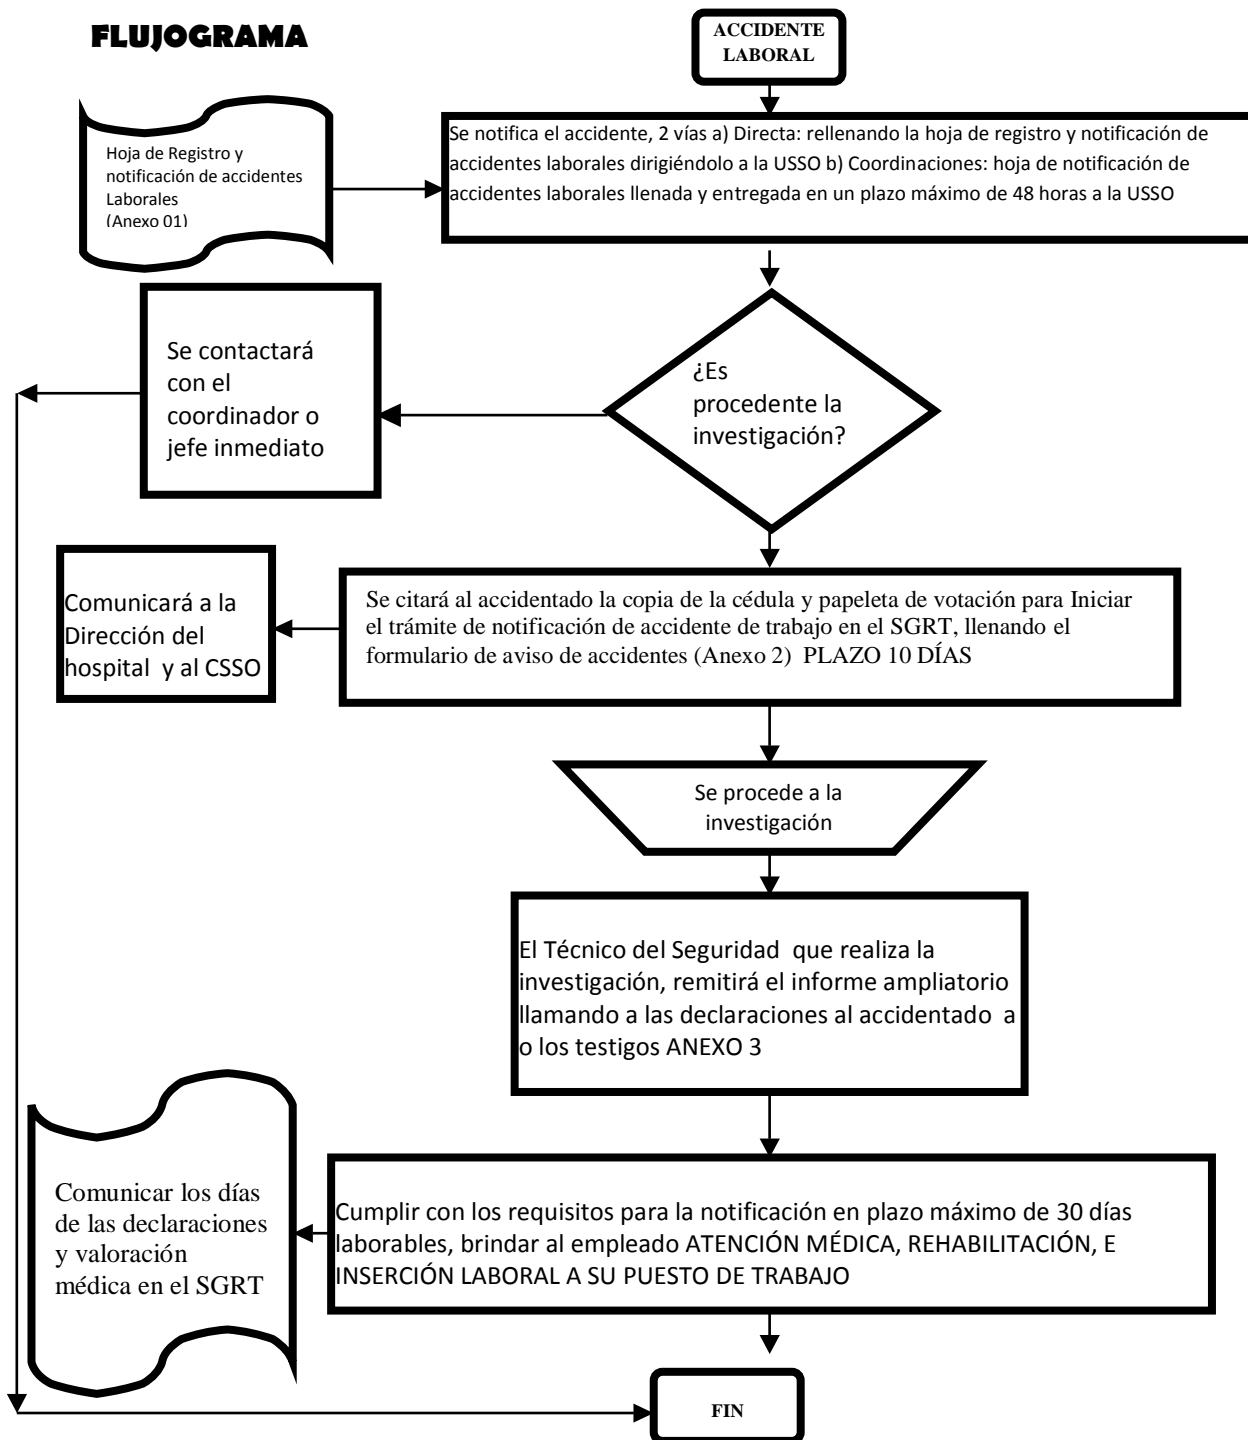 FLUJOGRAMA
ACCIDENTE
LABORAL
Hoja de Registro y
notificación de accidentes
Laborales
(Anexo 01)
Se notifica el accidente, 2 vías a) Directa: rellenando la hoja de registro y notificación de
accidentes laborales dirigiéndolo a la USSO b) Coordinaciones: hoja de notificación de
accidentes laborales llenada y entregada en un plazo máximo de 48 horas a la USSO
¿Es
procedente la
investigación?
Se contactará
con el
coordinador o
jefe inmediato
Comunicará a la
Dirección del
hospital y al CSSO
Se citará al accidentado la copia de la cédula y papeleta de votación para Iniciar
el trámite de notificación de accidente de trabajo en el SGRT, llenando el
formulario de aviso de accidentes (Anexo 2) PLAZO 10 DÍAS
Se procede a la
investigación
El Técnico del Seguridad que realiza la
investigación, remitirá el informe ampliatorio
llamando a las declaraciones al accidentado a
o los testigos ANEXO 3
Comunicar los días
de las declaraciones
y valoración
médica en el SGRT
Cumplir con los requisitos para la notificación en plazo máximo de 30 días
laborables, brindar al empleado ATENCIÓN MÉDICA, REHABILITACIÓN, E
INSERCIÓN LABORAL A SU PUESTO DE TRABAJO
FIN